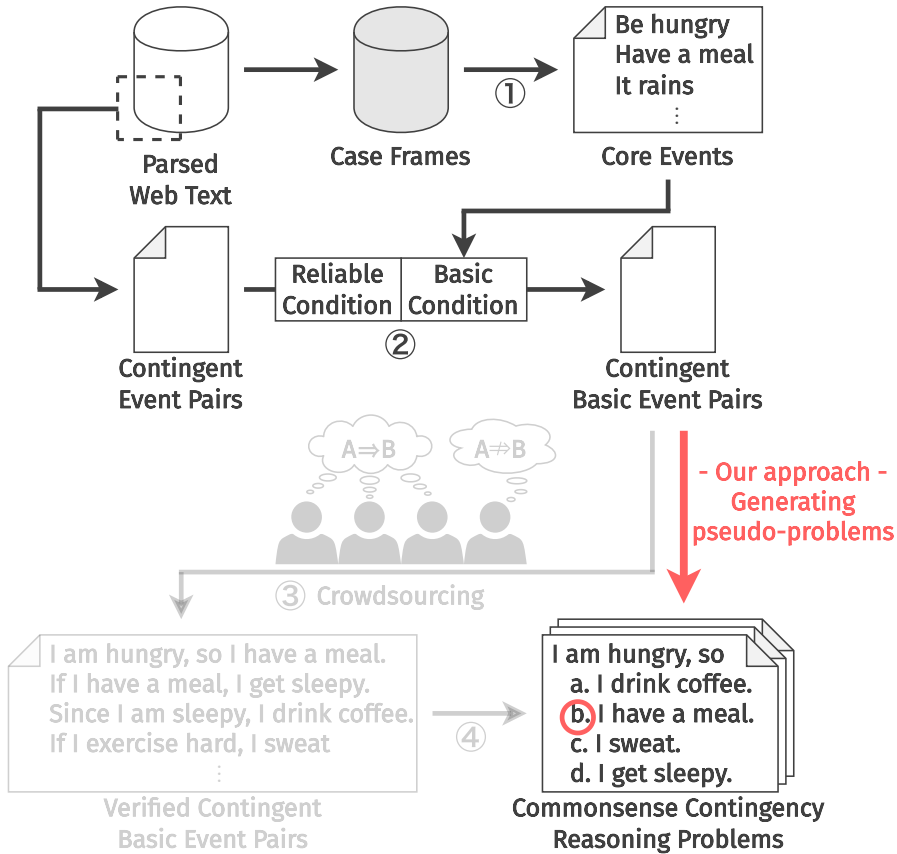 Be hungry
Have a meal
It rains
⋮
①
Parsed
Web Text
Case Frames
Core Events
Reliable
Condition
Basic
Condition
②
Contingent
Event Pairs
Contingent
Basic Event Pairs
A⇒B
A⇏B
- Our approach -
Generating
pseudo-problems
③ Crowdsourcing
I am hungry, so I have a meal.
If I have a meal, I get sleepy.
Since I am sleepy, I drink coffee.
If I exercise hard, I sweat
⋮
④
I am hungry, so
a. I drink coffee.
b. I have a meal.
c. I sweat.
d. I get sleepy.
Verified Contingent
Basic Event Pairs
Commonsense Contingency
Reasoning Problems